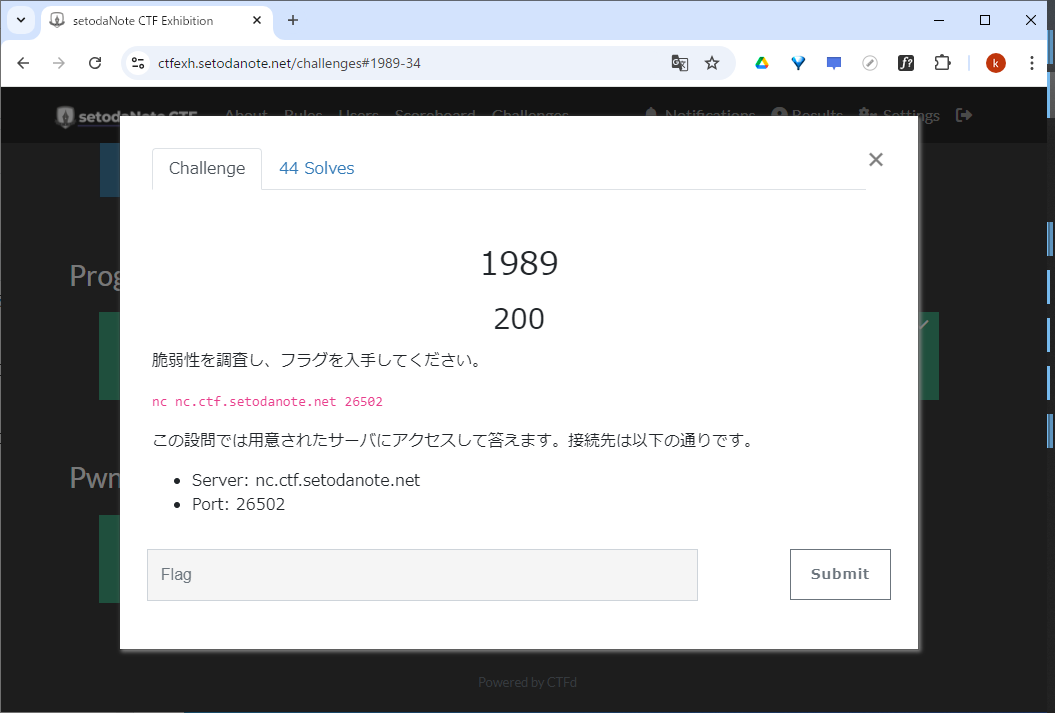 setodaNote CTF Exhibition
ctfexh.setodanote.net/challenges#1989-34
k
setodaNote CTF About Rules Users Scoreboard Challenges Notifications Results Settings
Challenge 44 Solves
1989
200
脆弱性を調査し、フラグを入手してください。
nc nc.ctf.setodanote.net 26502
この設問では用意されたサーバにアクセスして答えます。接続先は以下の通りです。
Server: nc.ctf.setodanote.net
Port: 26502
Flag
Submit
Prog
Pwn
Powered by CTFd